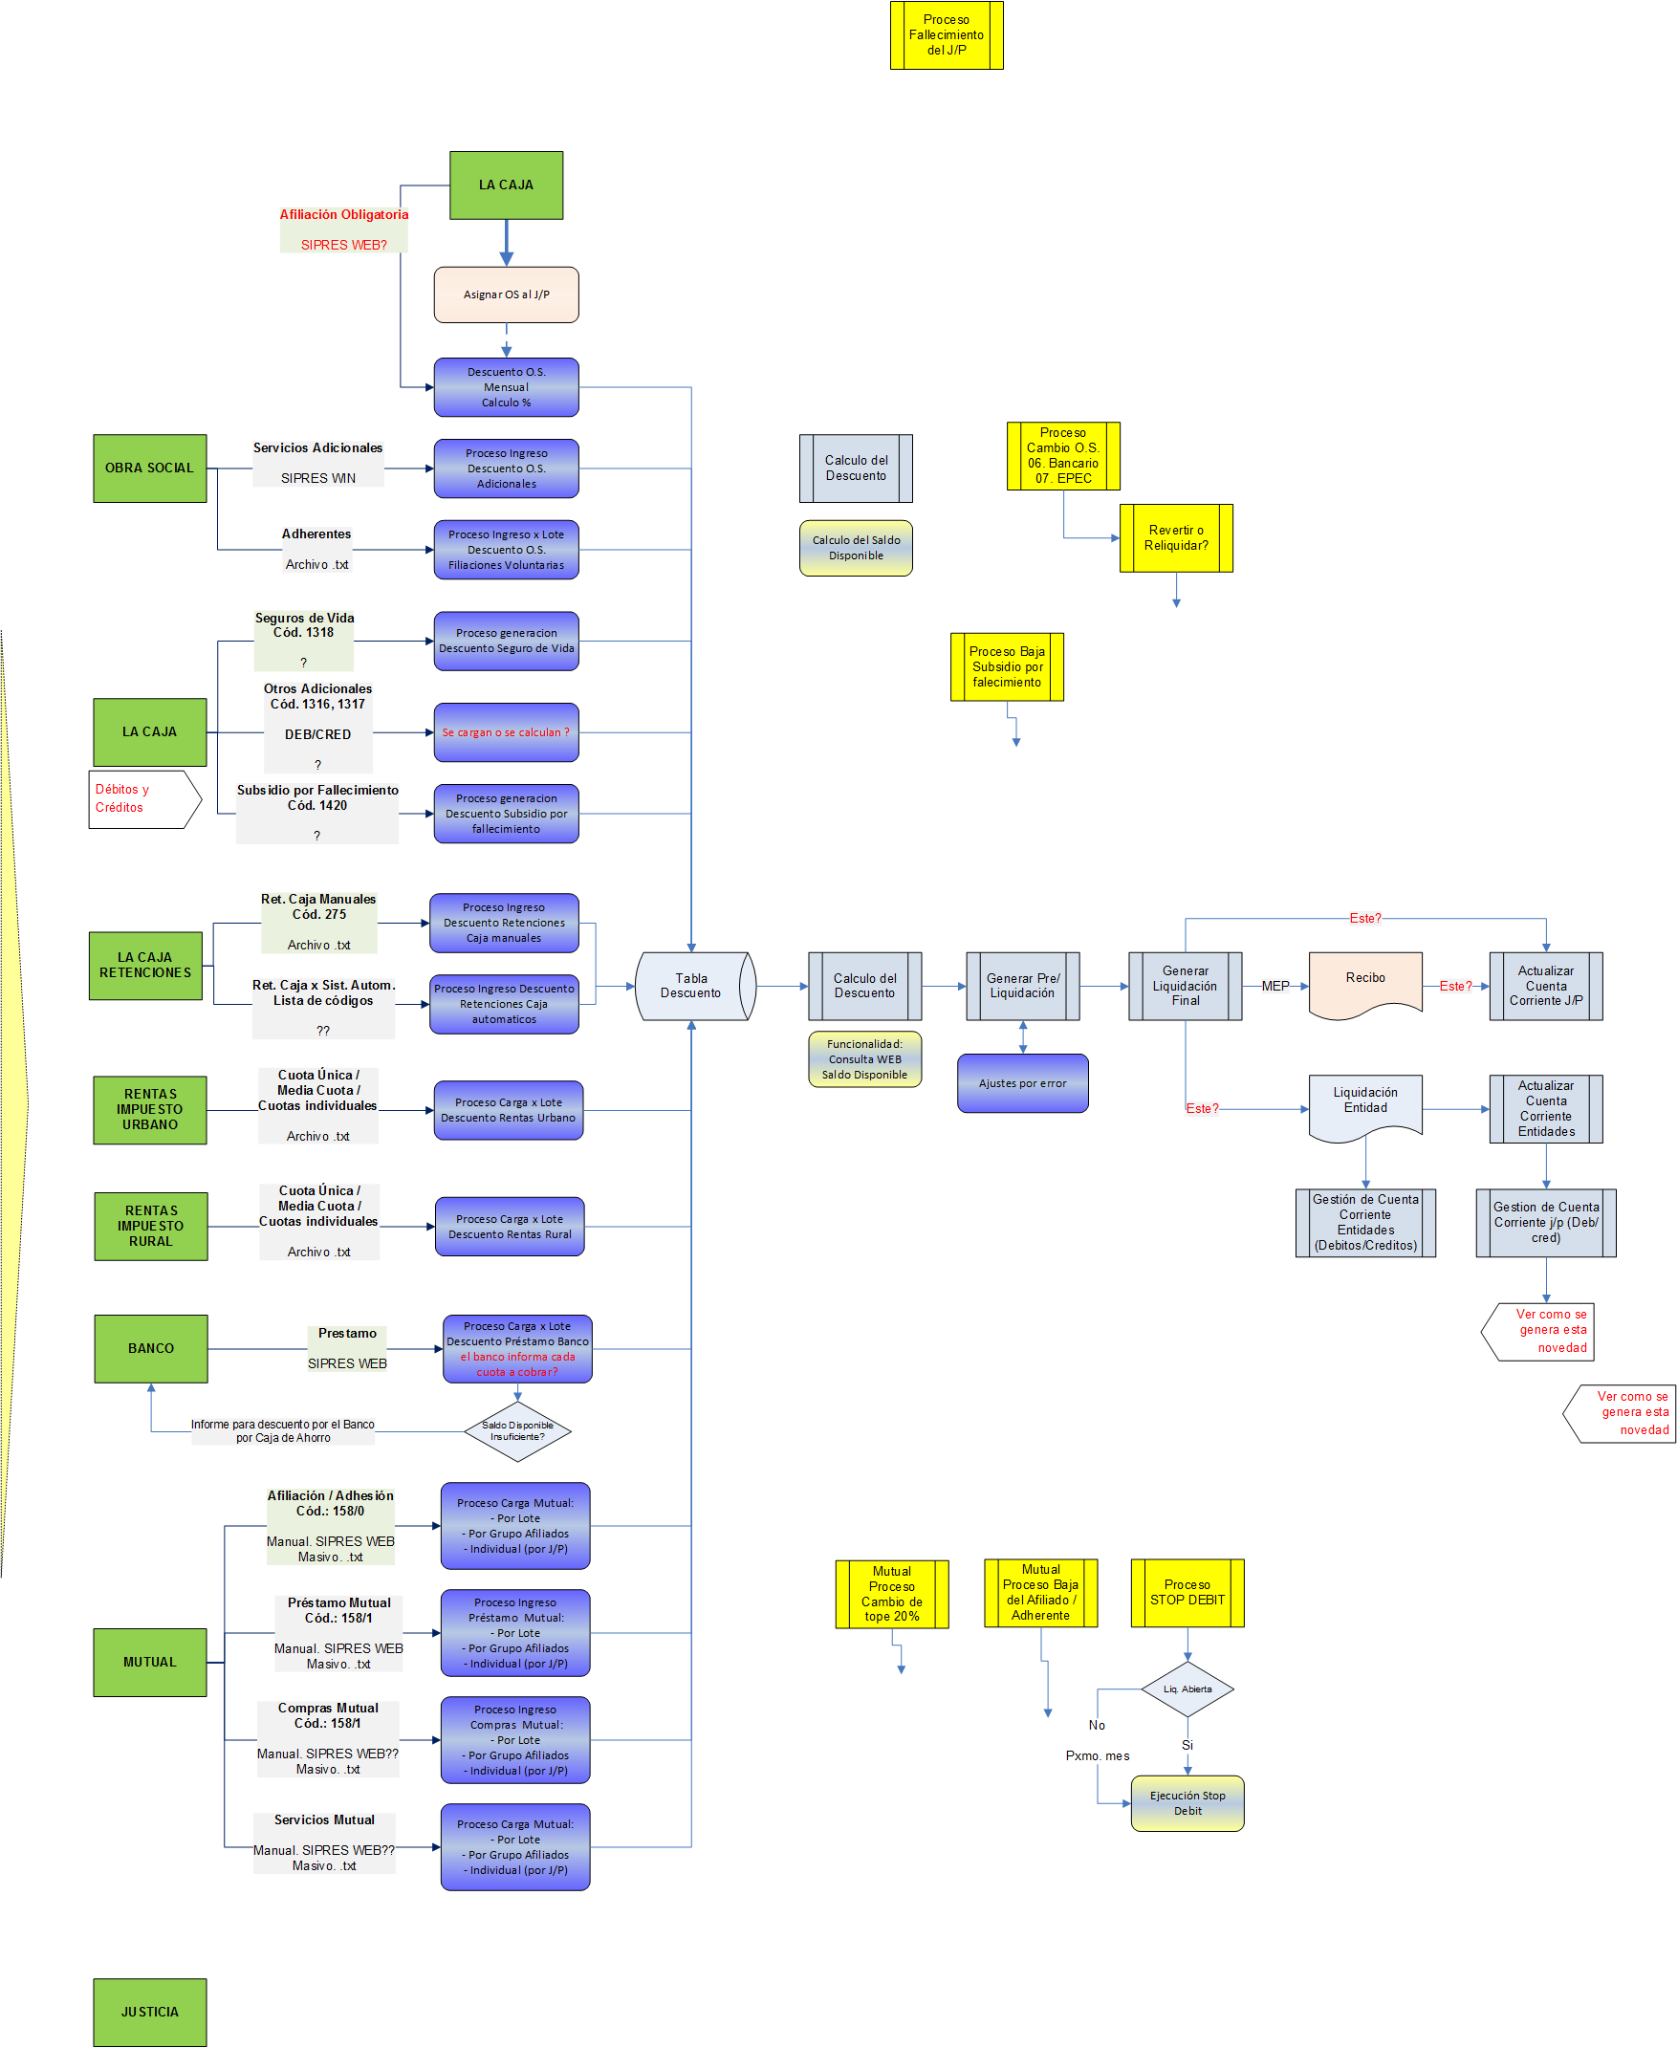 Proceso
Fallecimiento
del J/P
LA CAJA
Afiliación Obligatoria
SIPRES WEB?
Asignar OS al J/P
Descuento O.S.
Mensual
Calculo %
OBRA SOCIAL
Servicios Adicionales
SIPRES WIN
Proceso Ingreso
Descuento O.S.
Adicionales
Adherentes
Archivo .txt
Proceso Ingreso x Lote
Descuento O.S.
Filiaciones Voluntarias
Calculo del
Descuento
Calculo del Saldo
Disponible
Proceso
Cambio O.S.
06. Bancario
07. EPEC
Revertir o
Reliquidar?
Proceso Baja
Subsidio por
falecimiento
LA CAJA
Débitos y
Créditos
Seguros de Vida
Cód. 1318
?
Proceso generacion
Descuento Seguro de Vida
Otros Adicionales
Cód. 1316, 1317
DEB/CRED
?
Se cargan o se calculan ?
Subsidio por Fallecimiento
Cód. 1420
?
Proceso generacion
Descuento Subsidio por
fallecimiento
LA CAJA
RETENCIONES
Ret. Caja Manuales
Cód. 275
Archivo .txt
Proceso Ingreso
Descuento Retenciones
Caja manuales
Ret. Caja x Sist. Autom.
Lista de códigos
??
Proceso Ingreso Descuento
Retenciones Caja
automaticos
Tabla
Descuento
Calculo del
Descuento
Funcionalidad:
Consulta WEB
Saldo Disponible
Generar Pre/
Liquidación
Ajustes por error
Generar
Liquidación
Final
Este?
MEP
Recibo
Este?
Actualizar
Cuenta
Corriente J/P
Este?
Liquidación
Entidad
Actualizar
Cuenta
Corriente
Entidades
Gestión de Cuenta
Corriente
Entidades
(Debitos/Creditos)
Gestion de Cuenta
Corriente j/p (Deb/
cred)
Ver como se
genera esta
novedad
Ver como se
genera esta
novedad
RENTAS
IMPUESTO
URBANO
Cuota Única /
Media Cuota /
Cuotas individuales
Archivo .txt
Proceso Carga x Lote
Descuento Rentas Urbano
RENTAS
IMPUESTO
RURAL
Cuota Única /
Media Cuota /
Cuotas individuales
Archivo .txt
Proceso Carga x Lote
Descuento Rentas Rural
BANCO
Prestamo
SIPRES WEB
Proceso Carga x Lote
Descuento Préstamo Banco
el banco informa cada
cuota a cobrar?
Saldo Disponible
Insuficiente?
Informe para descuento por el Banco
por Caja de Ahorro
MUTUAL
Afiliación / Adhesión
Cód.: 158/0
Manual. SIPRES WEB
Masivo. .txt
Proceso Carga Mutual:
- Por Lote
- Por Grupo Afiliados
- Individual (por J/P)
Préstamo Mutual
Cód.: 158/1
Manual. SIPRES WEB
Masivo. .txt
Proceso Ingreso
Préstamo  Mutual:
- Por Lote
- Por Grupo Afiliados
- Individual (por J/P)
Compras Mutual
Cód.: 158/1
Manual. SIPRES WEB??
Masivo. .txt
Proceso Ingreso
Compras  Mutual:
- Por Lote
- Por Grupo Afiliados
- Individual (por J/P)
Servicios Mutual
Manual. SIPRES WEB??
Masivo. .txt
Proceso Carga Mutual:
- Por Lote
- Por Grupo Afiliados
- Individual (por J/P)
Mutual
Proceso
Cambio de
tope 20%
Mutual
Proceso Baja
del Afiliado /
Adherente
Proceso
STOP DEBIT
Liq. Abierta
No
Pxmo. mes
Si
Ejecución Stop
Debit
JUSTICIA